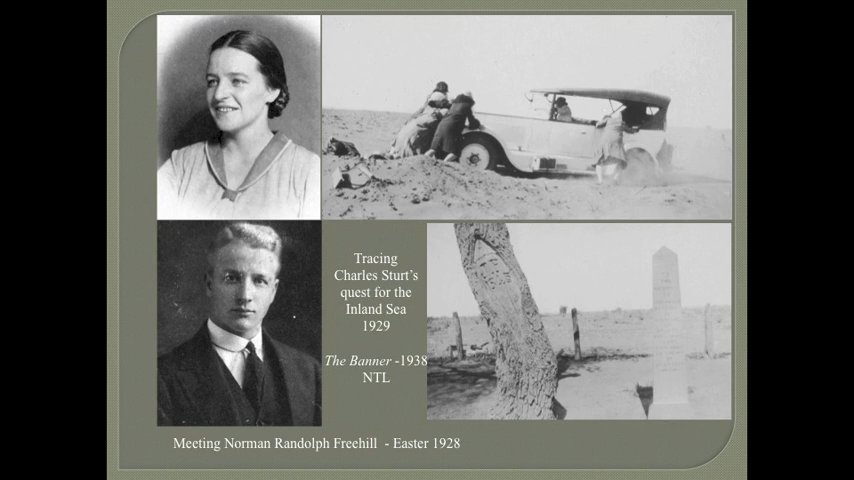 Tracing
Charles Sturt's
quest for the
Inland Sea
1929
The Banner -1938
NTL
Meeting Norman Randolph Freehill - Easter 1928